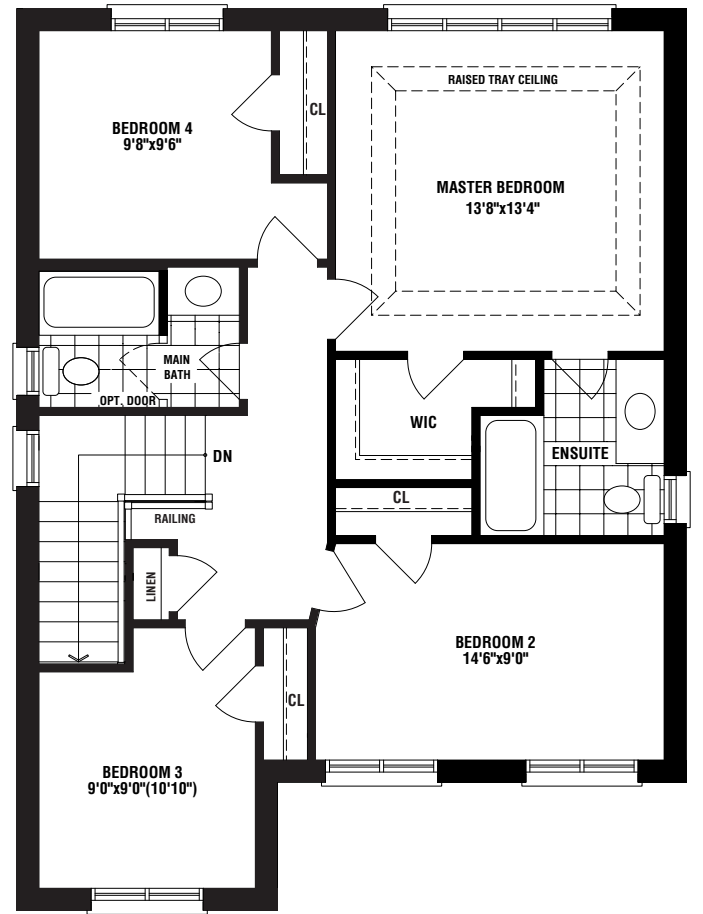 RAISED TRAY CEILING
CL
BEDROOM 4
9'8"x9'6"
MASTER BEDROOM
13'8"x13'4"
MAIN
BATH
OPT. DOOR
WIC
ENSUITE
DN
CL
RAILING
LINEN
BEDROOM 2
14'6"x9'0"
CL
BEDROOM 3
9'0"x9'0"(10'10")